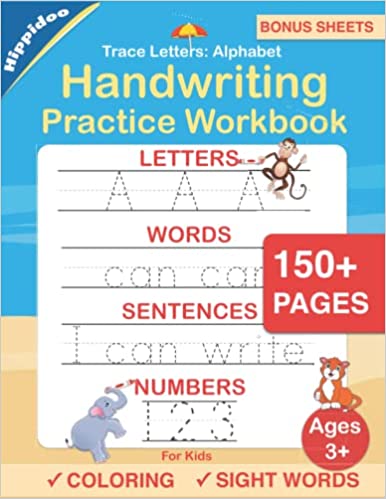 Hippidoo
BONUS SHEETS
Trace Letters: Alphabet
Handwriting
Practice Workbook
LETTERS
A A A
WORDS
can can
SENTENCES
I can write
NUMBERS
1 2 3
150+
PAGES
Ages
3+
For Kids
✓ COLORING ✓ SIGHT WORDS